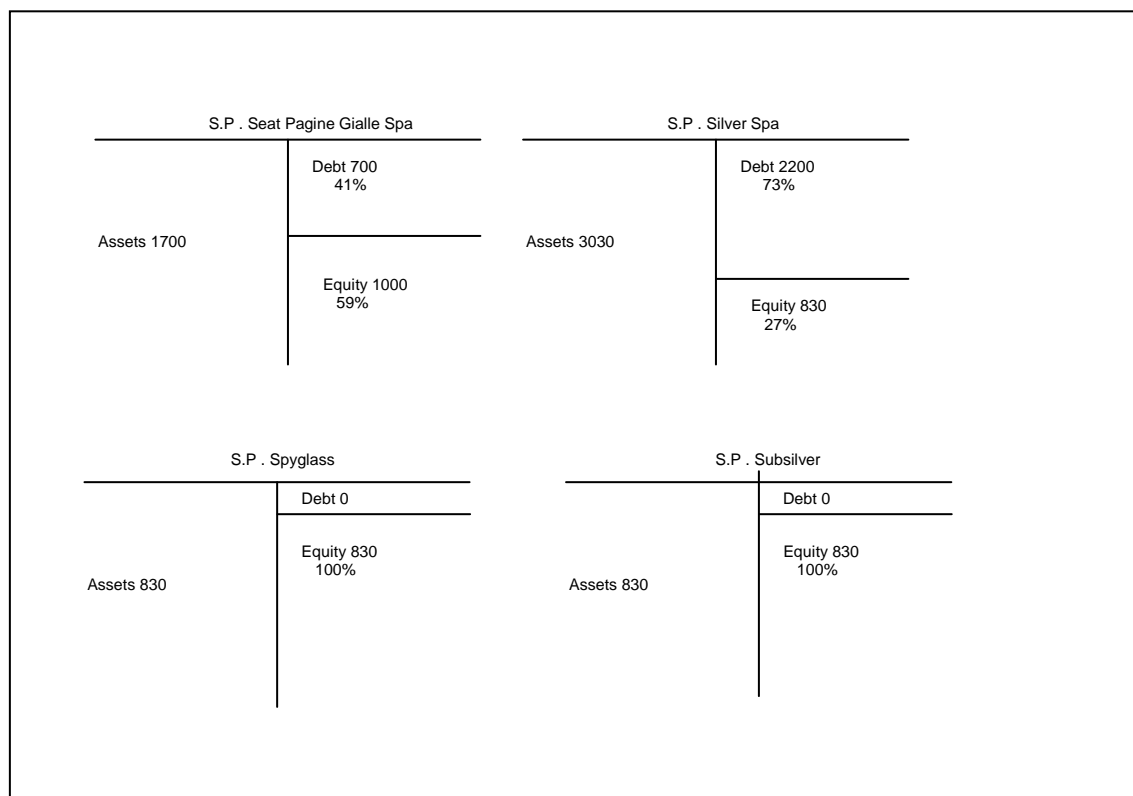 S.P . Seat Pagine Gialle Spa
Debt 700
41%
Assets 1700
Equity 1000
59%
S.P . Silver Spa
Debt 2200
73%
Assets 3030
Equity 830
27%
S.P . Spyglass
Debt 0
Equity 830
100%
Assets 830
S.P . Subsilver
Debt 0
Equity 830
100%
Assets 830